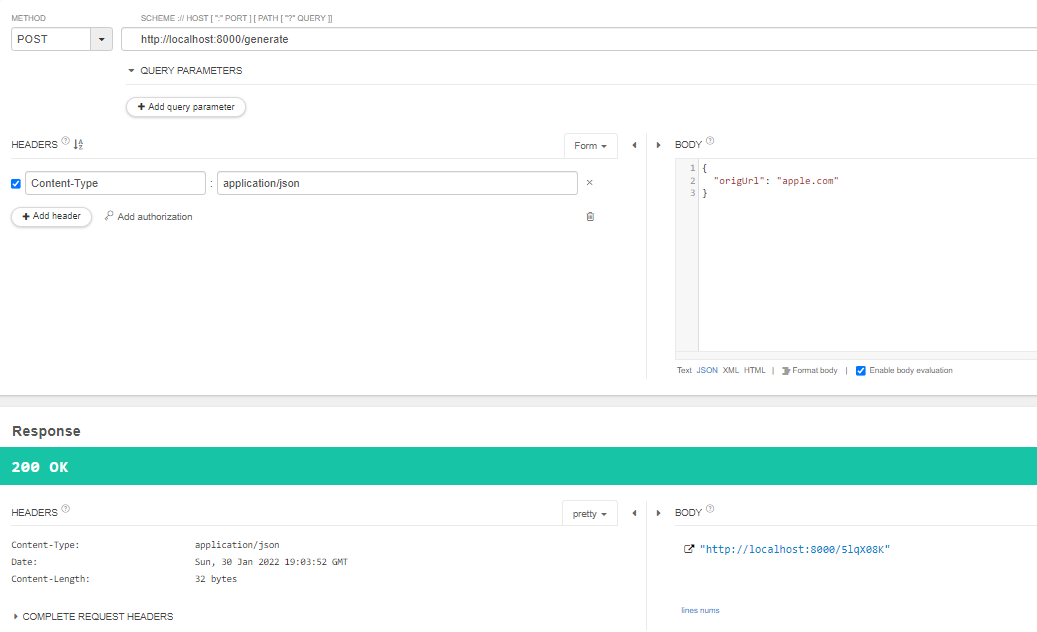 METHOD
SCHEME :// HOST [ ":" PORT ] [ PATH [ "?" QUERY ]]
POST
http://localhost:8000/generate
QUERY PARAMETERS
+ Add query parameter
HEADERS ?
Form
BODY ?
Content-Type : application/json ×
+ Add header
Add authorization
1 {
2 "origUrl": "apple.com"
3 }
Text JSON XML HTML | Format body | Enable body evaluation
Response
200 OK
HEADERS ?
pretty
BODY ?
Content-Type: application/json
Date: Sun, 30 Jan 2022 19:03:52 GMT
Content-Length: 32 bytes
"http://localhost:8000/5lqX08K"
COMPLETE REQUEST HEADERS
lines nums